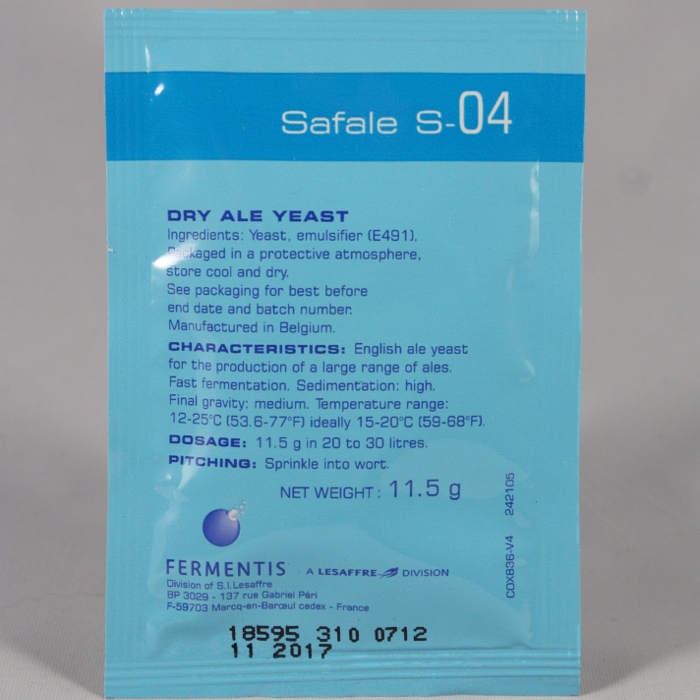 Safale S-04
DRY ALE YEAST
Ingredients: Yeast, emulsifier (E491).
Packaged in a protective atmosphere,
store cool and dry.
See packaging for best before
end date and batch number.
Manufactured in Belgium.
CHARACTERISTICS: English ale yeast
for the production of a large range of ales.
Fast fermentation. Sedimentation: high.
Final gravity: medium. Temperature range:
12-25°C (53.6-77°F) ideally 15-20°C (59-68°F).
DOSAGE: 11.5 g in 20 to 30 litres.
PITCHING: Sprinkle into wort.
NET WEIGHT: 11.5 g
COX836-V4 242105
FERMENTIS A LESAFFRE DIVISION
Division of S.I.Lesaffre
BP 3029 - 137 rue Gabriel Péri
F-59703 Marcq-en-Barœul cedex - France
18595 310 0712
11 2017